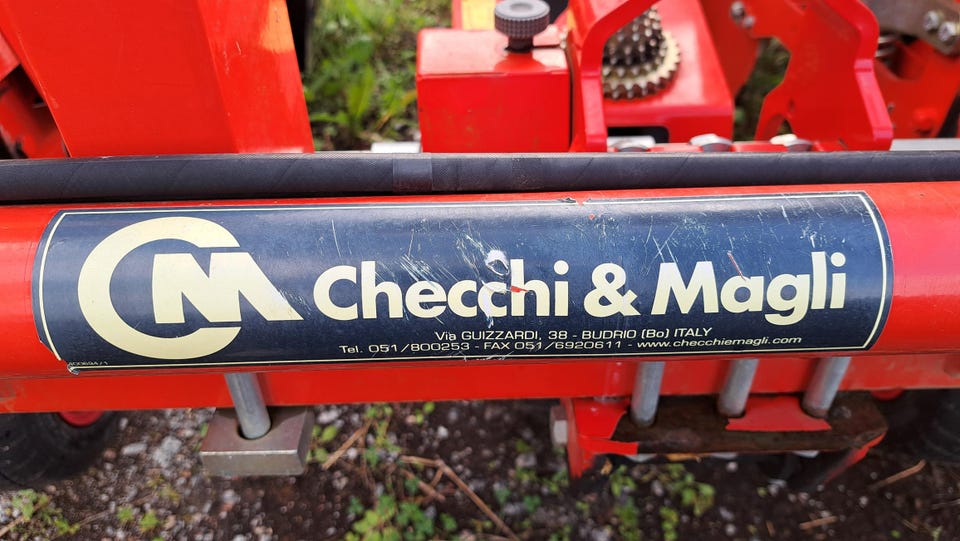 CM Checchi & Magli
Via GUIZZARDI, 38 - BUDRIO (Bo) ITALY
Tel. 051/800253 - FAX 051/6920611 - www.checchiemagli.com